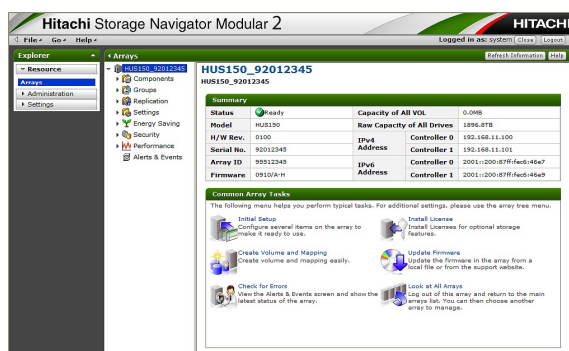 Hitachi Storage Navigator Modular 2
HITACHI
File Go Help
Logged in as: system Close Logout
Explorer
Arrays
Refresh Information Help
Resource
Arrays
Administration
Settings
HUS150_92012345
Components
Groups
Replication
Settings
Energy Saving
Security
Performance
Alerts & Events
HUS150_92012345
HUS150_92012345
Summary
Status Ready Capacity of All VOL 0.0MB
Model HUS150 Raw Capacity of All Drives 1896.8TB
H/W Rev. 0100 IPv4 Address Controller 0 192.168.11.100
Serial No. 92012345 Controller 1 192.168.11.101
Array ID 95512345 IPv6 Address Controller 0 2001::200:87ff:fec6:46e7
Firmware 0910/A-H Controller 1 2001::200:87ff:fec6:46e9
Common Array Tasks
The following menu helps you perform typical tasks. For additional settings, please use the array tree menu.
Initial Setup
Configure several items on the array to
make it ready to use.
Install License
Install Licenses for optional storage
features.
Create Volume and Mapping
Create volume and mapping easily.
Update Firmware
Update the firmware in the array from a
local file or from the support website.
Check for Errors
View the Alerts & Events screen and show the
latest status of the array.
Look at All Arrays
Log out of this array and return to the main
arrays list. You can then choose another
array to manage.